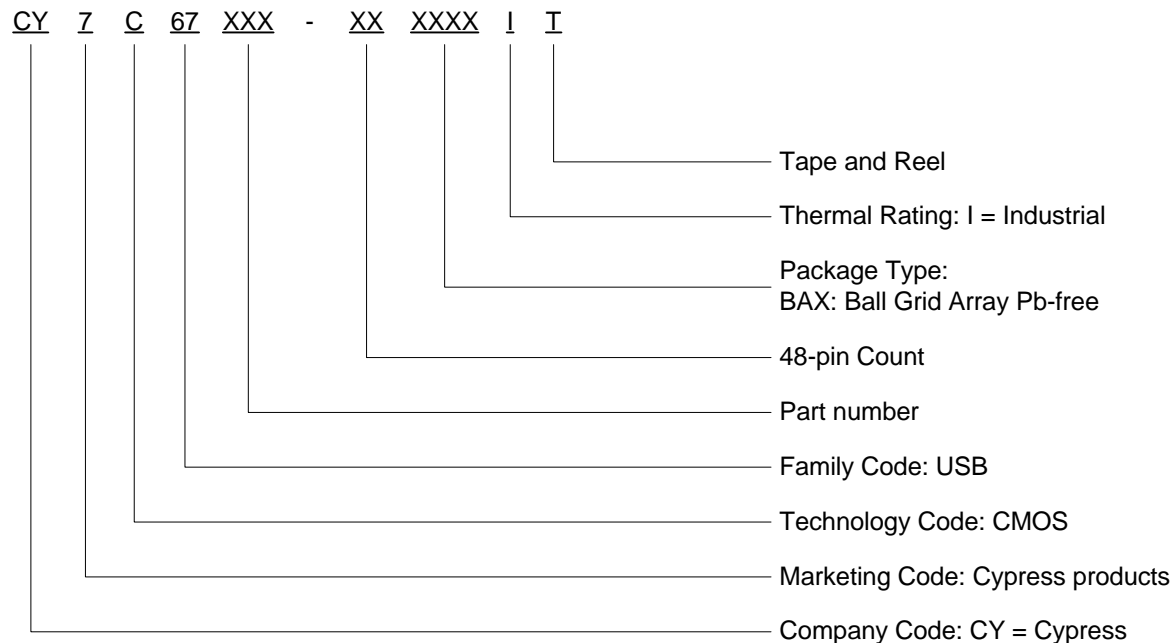 CY 7 C 67 XXX - XX XXXX I T
Tape and Reel
Thermal Rating: I = Industrial
Package Type:
BAX: Ball Grid Array Pb-free
48-pin Count
Part number
Family Code: USB
Technology Code: CMOS
Marketing Code: Cypress products
Company Code: CY = Cypress